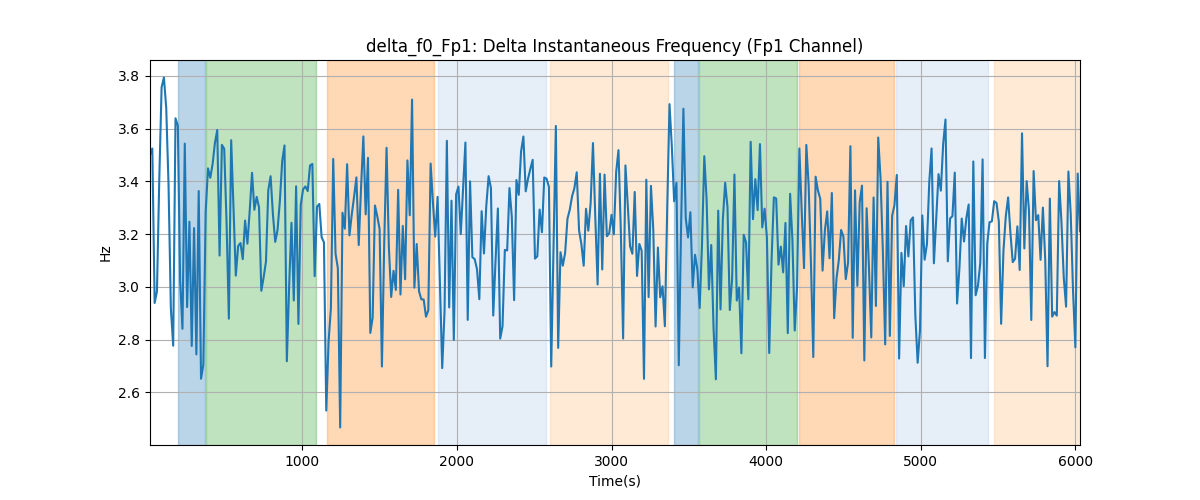 delta_f0_Fp1: Delta Instantaneous Frequency (Fp1 Channel)
3.8
3.6
3.4
3.2
3.0
2.8
2.6
Hz
1000 2000 3000 4000 5000 6000
Time(s)